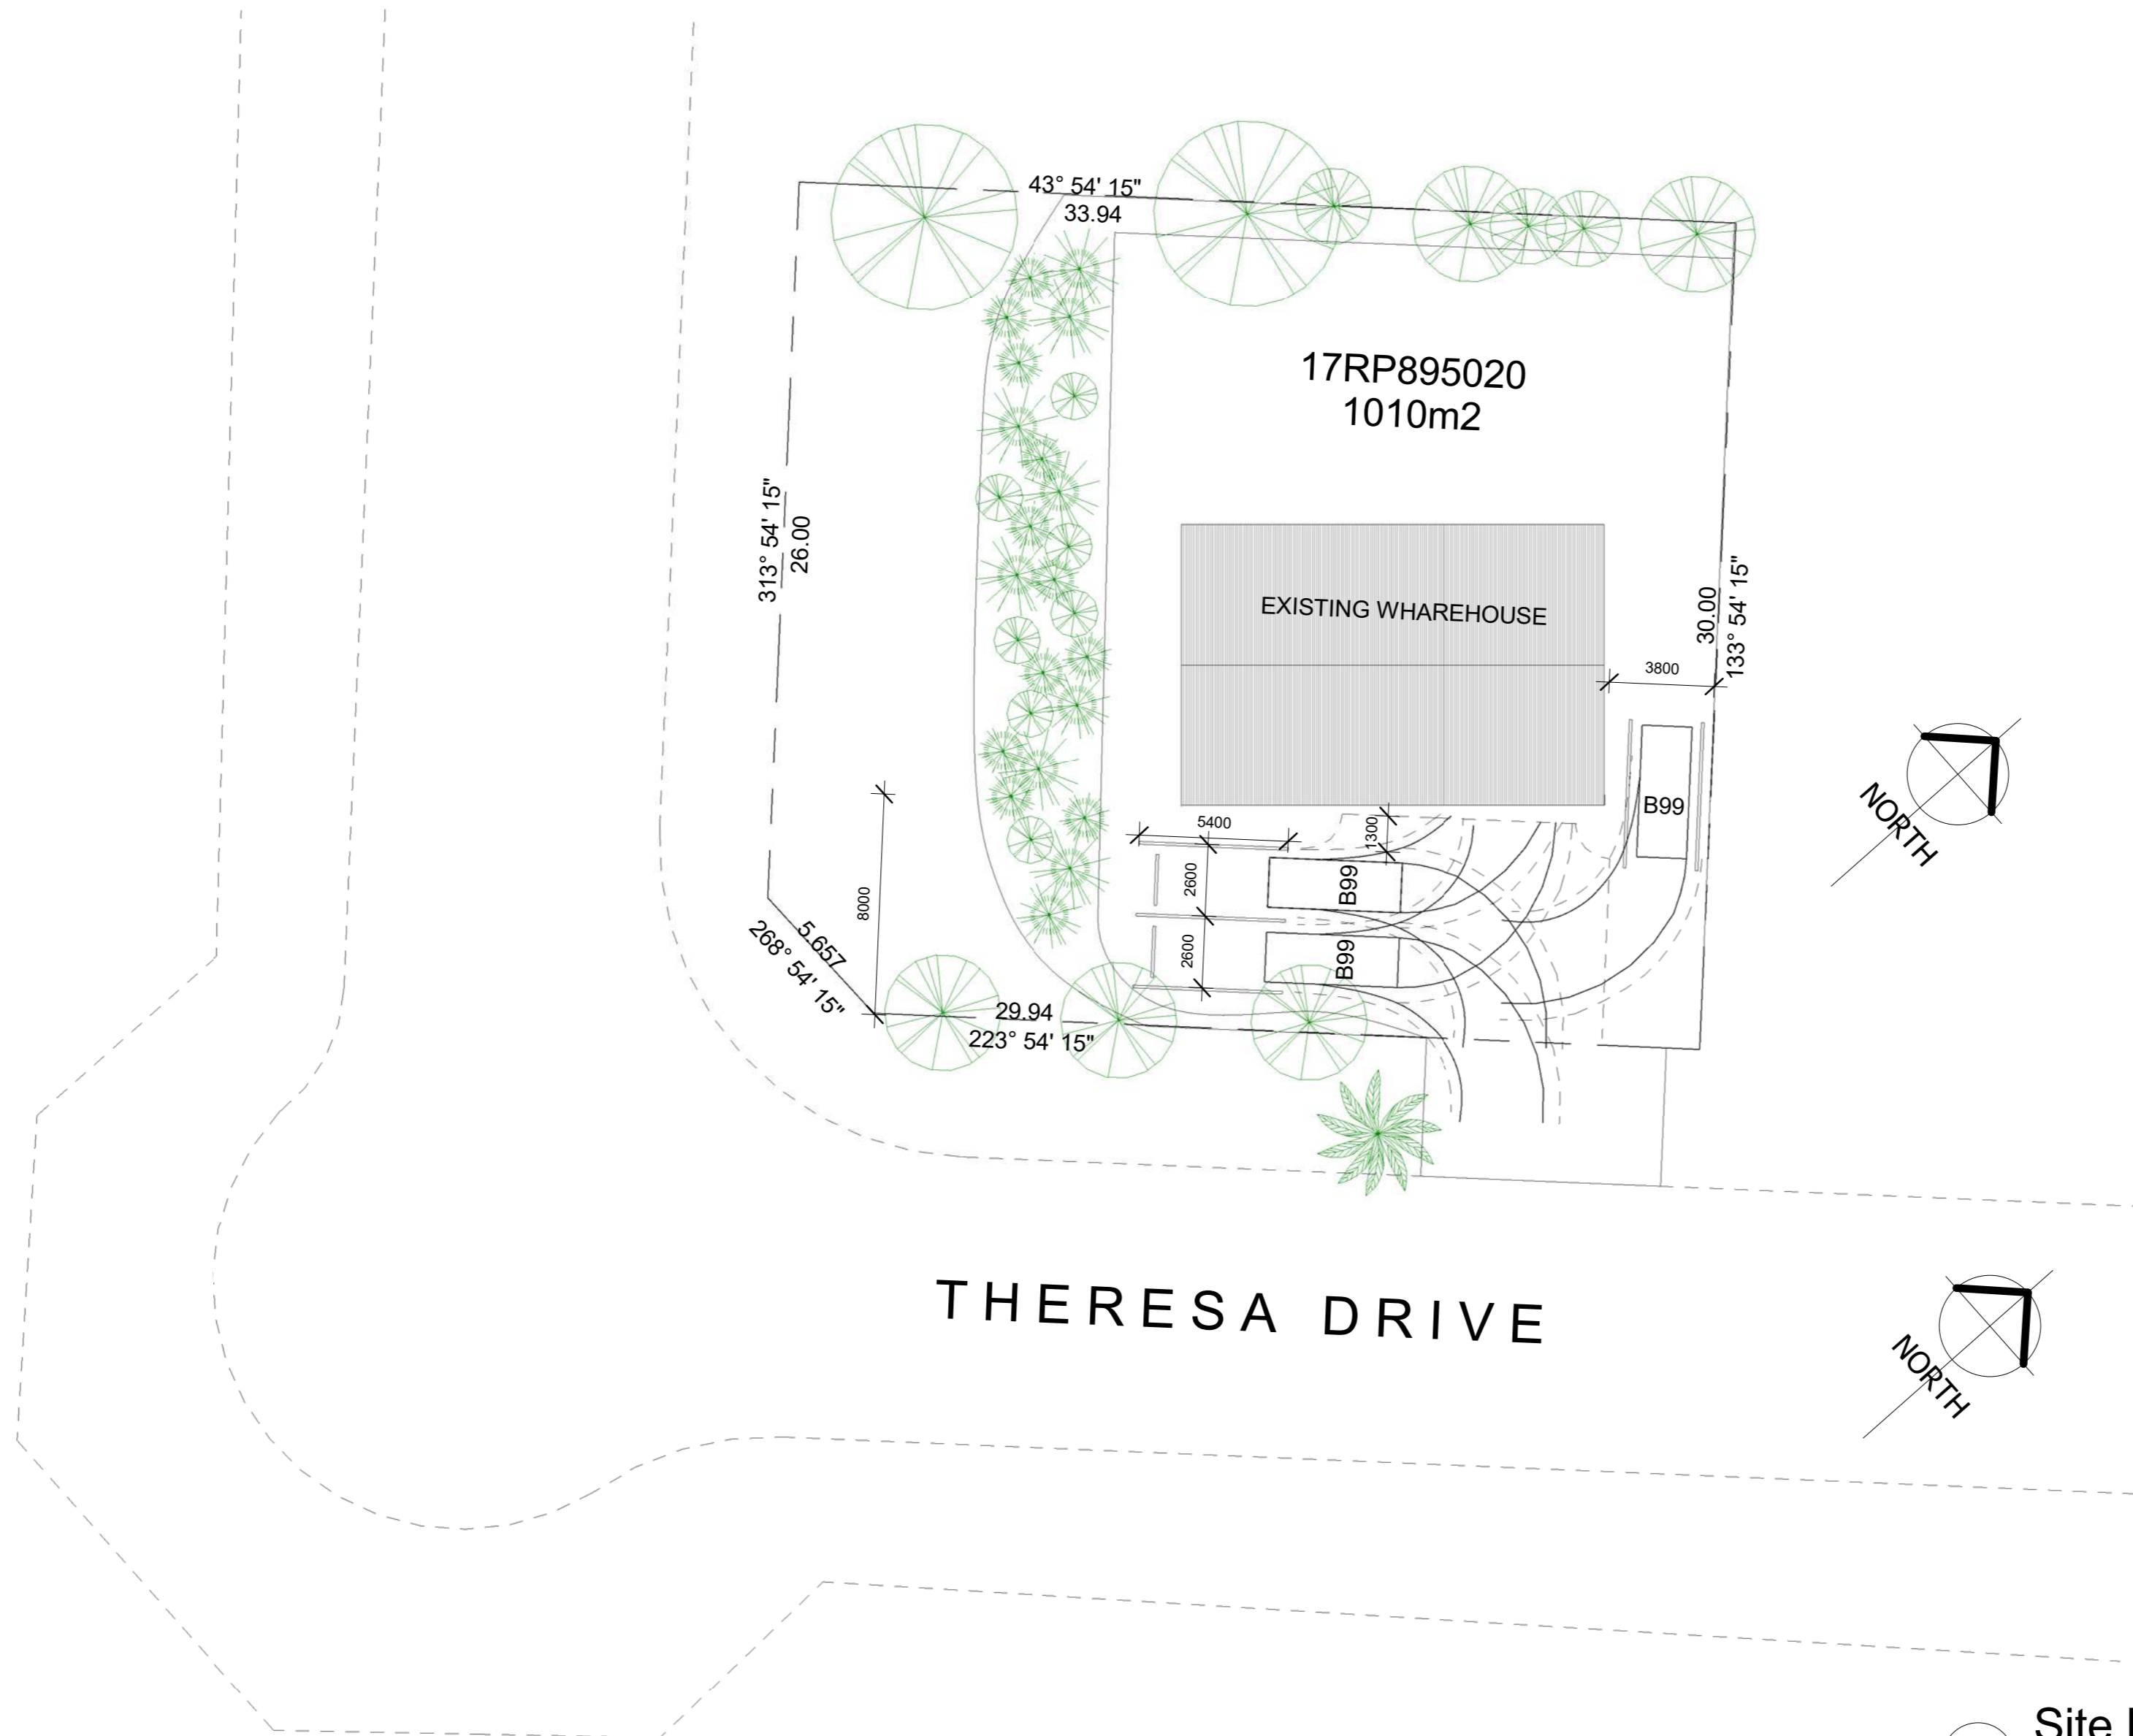 43° 54' 15"
33.94
17RP895020
1010m2
313° 54' 15"
26.00
EXISTING WHAREHOUSE
30.00
133° 54' 15"
3800
B99
NORTH
5400
1300
2600
B99
8000
2600
B99
5.657
268° 54' 15"
29.94
223° 54' 15"
THERESA DRIVE
NORTH
Site